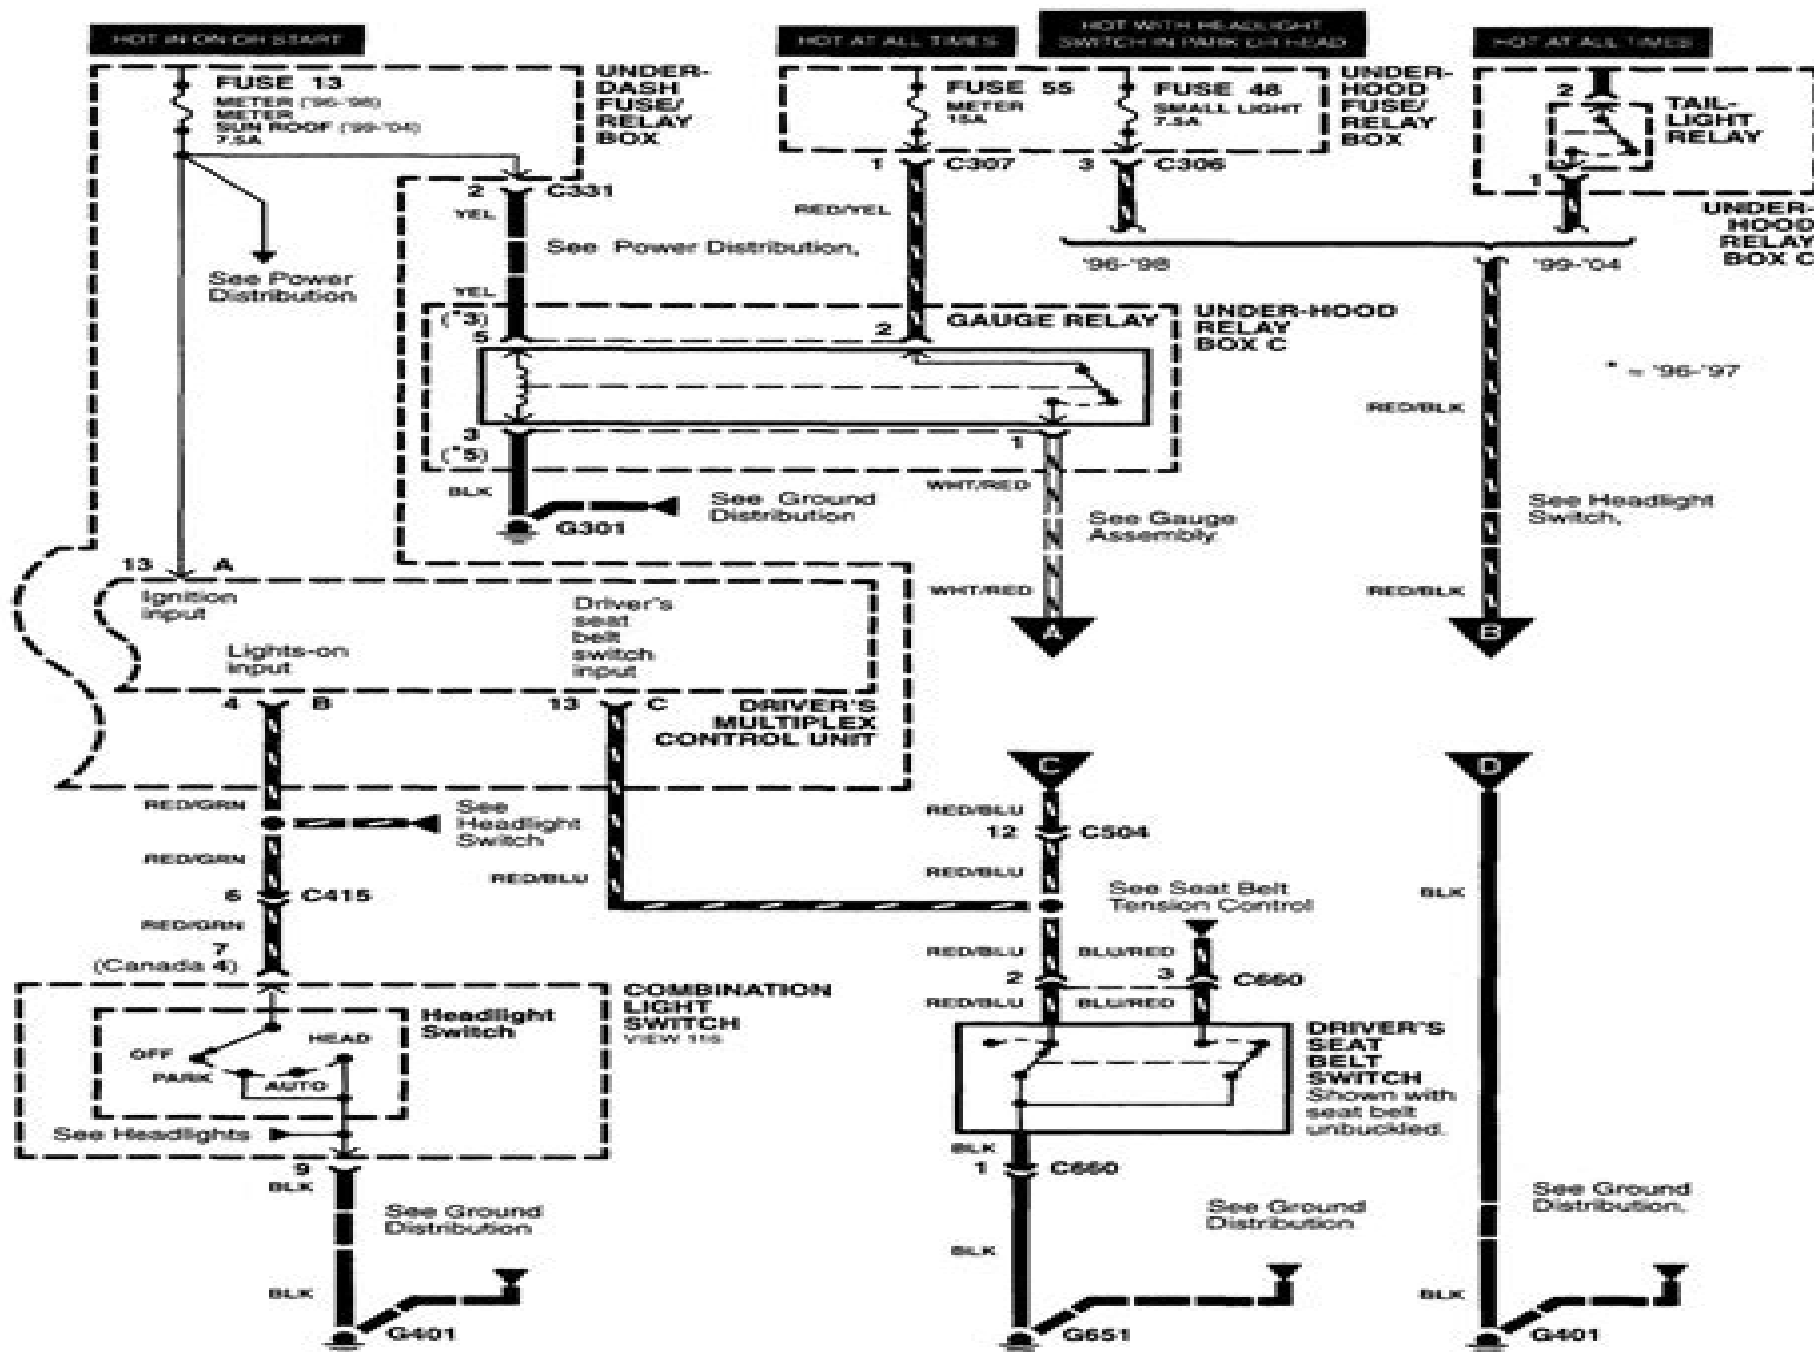 HOT IN ON OR START
HOT AT ALL TIMES
HOT WITH HEADLIGHT
SWITCH IN PARK OR HEAD
HOT AT ALL TIMES
FUSE 13
METER ('96-'98)
METER
SUN ROOF ('99-'04)
7.5A
UNDER-
DASH
FUSE/
RELAY
BOX
FUSE 55
METER
15A
FUSE 48
SMALL LIGHT
7.5A
UNDER-
HOOD
FUSE/
RELAY
BOX
2
TAIL-
LIGHT
RELAY
1
UNDER-
HOOD
RELAY
BOX C
2 C331
YEL
1 C307
3 C306
RED/YEL
See Power
Distribution
See Power Distribution,
'96-'98
'99-'04
YEL
(*3)
5
2
GAUGE RELAY
UNDER-HOOD
RELAY
BOX C
* = '96-'97
RED/BLK
3
(*5)
1
BLK
See Ground
Distribution
G301
WHT/RED
See Gauge
Assembly
See Headlight
Switch,
13 A
Ignition
input
Driver's
seat
belt
switch
input
Lights-on
input
WHT/RED
A
RED/BLK
B
4 B
13 C
DRIVER'S
MULTIPLEX
CONTROL UNIT
C
D
RED/GRN
See
Headlight
Switch
RED/GRN
RED/BLU
RED/BLU
12 C504
RED/BLU
6 C415
RED/GRN
7
(Canada 4)
See Seat Belt
Tension Control
BLK
RED/BLU
BLU/RED
2
3
C660
RED/BLU
BLU/RED
COMBINATION
LIGHT
SWITCH
VIEW 116
Headlight
Switch
OFF
HEAD
PARK
AUTO
See Headlights
DRIVER'S
SEAT
BELT
SWITCH
Shown with
seat belt
unbuckled.
9
BLK
BLK
1 C660
See Ground
Distribution
See Ground
Distribution
See Ground
Distribution.
BLK
BLK
BLK
G401
G651
G401